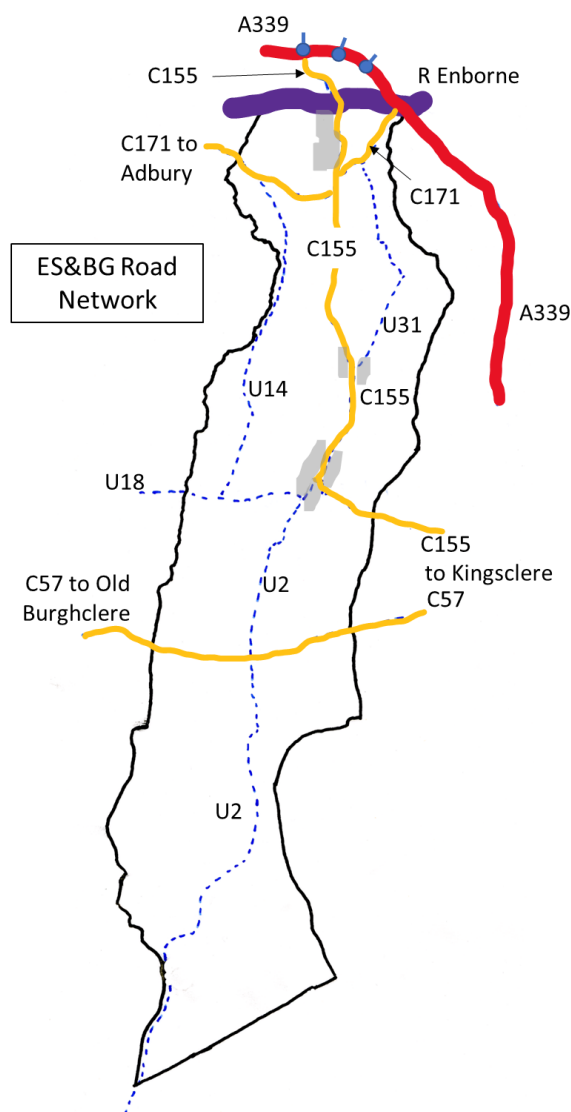 A339
C155
R Enborne
C171 to
Adbury
C171
ES&BG Road
Network
C155
A339
U31
U14
C155
U18
C155
to Kingsclere
C57 to Old
Burghclere
U2
C57
U2